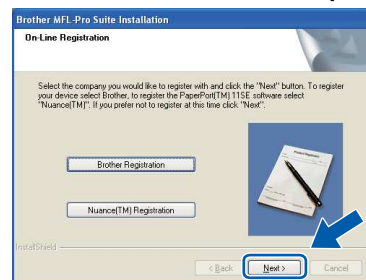 Brother MFL-Pro Suite Installation
On-Line Registration
Select the company you would like to register with and click the "Next" button. To register
your device select Brother, to register the PaperPort(TM) 11SE software select
"Nuance(TM)". If you prefer not to register at this time click "Next".
Brother Registration
Nuance(TM) Registration
InstallShield
< Back
Next >
Cancel